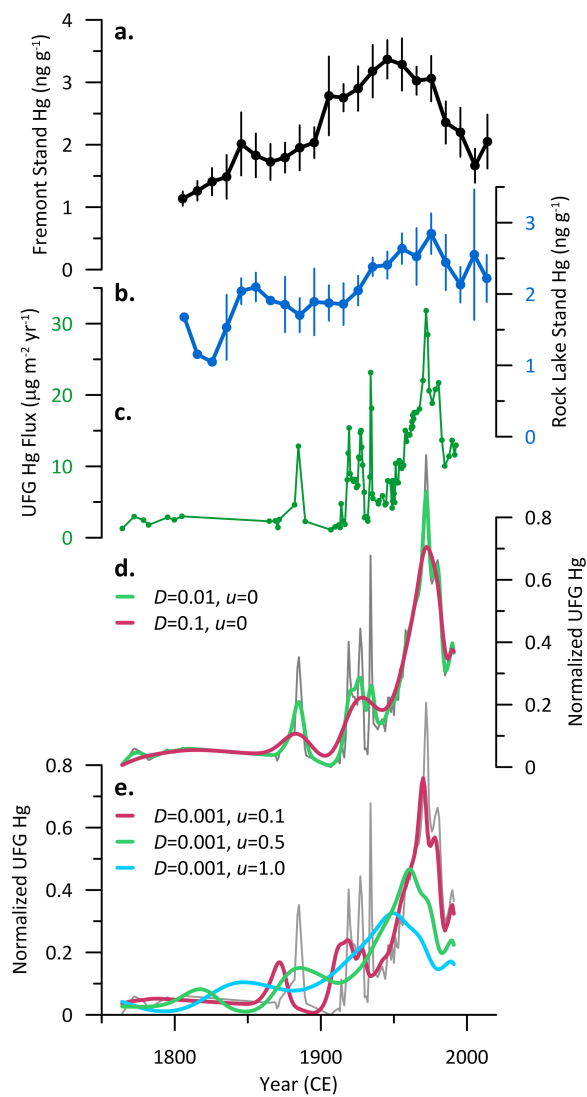 a.
4
3
2
1
0
Fremont Stand Hg (ng g⁻¹)
b.
3
2
1
0
Rock Lake Stand Hg (ng g⁻¹)
c.
30
20
10
0
UFG Hg Flux (µg m⁻² yr⁻¹)
d.
D=0.01, u=0
D=0.1, u=0
0.8
0.6
0.4
0.2
0
Normalized UFG Hg
e.
D=0.001, u=0.1
D=0.001, u=0.5
D=0.001, u=1.0
0.8
0.6
0.4
0.2
0
Normalized UFG Hg
1800 1900 2000
Year (CE)